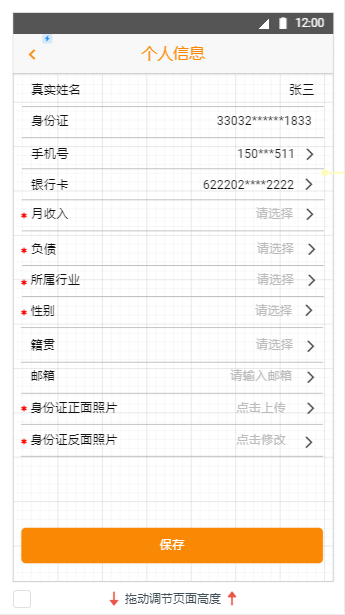 12:00
个人信息
真实姓名 张三
身份证 33032******1833
手机号 150***511
银行卡 622202****2222
* 月收入 请选择
* 负债 请选择
* 所属行业 请选择
* 性别 请选择
籍贯 请选择
邮箱 请输入邮箱
* 身份证正面照片 点击上传
* 身份证反面照片 点击修改
保存
拖动调节页面高度